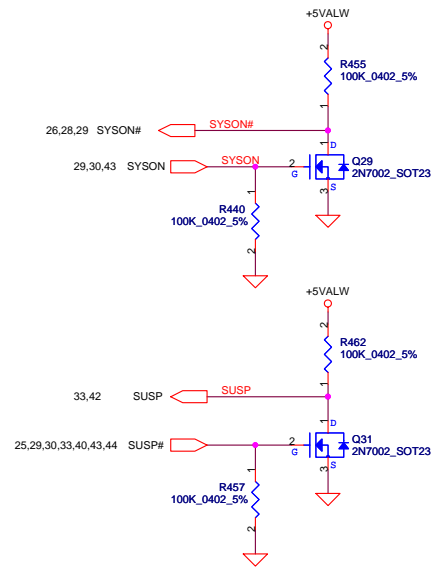 +5VALW
2
R455
100K_0402_5%
1
26,28,29 SYSON# SYSON#
1 D
Q29
2N7002_SOT23
29,30,43 SYSON SYSON 2
G
3 S
1
R440
100K_0402_5%
2
+5VALW
2
R462
100K_0402_5%
1
33,42 SUSP SUSP
1 D
Q31
2N7002_SOT23
25,29,30,33,40,43,44 SUSP# 2
G
3 S
1
R457
100K_0402_5%
2